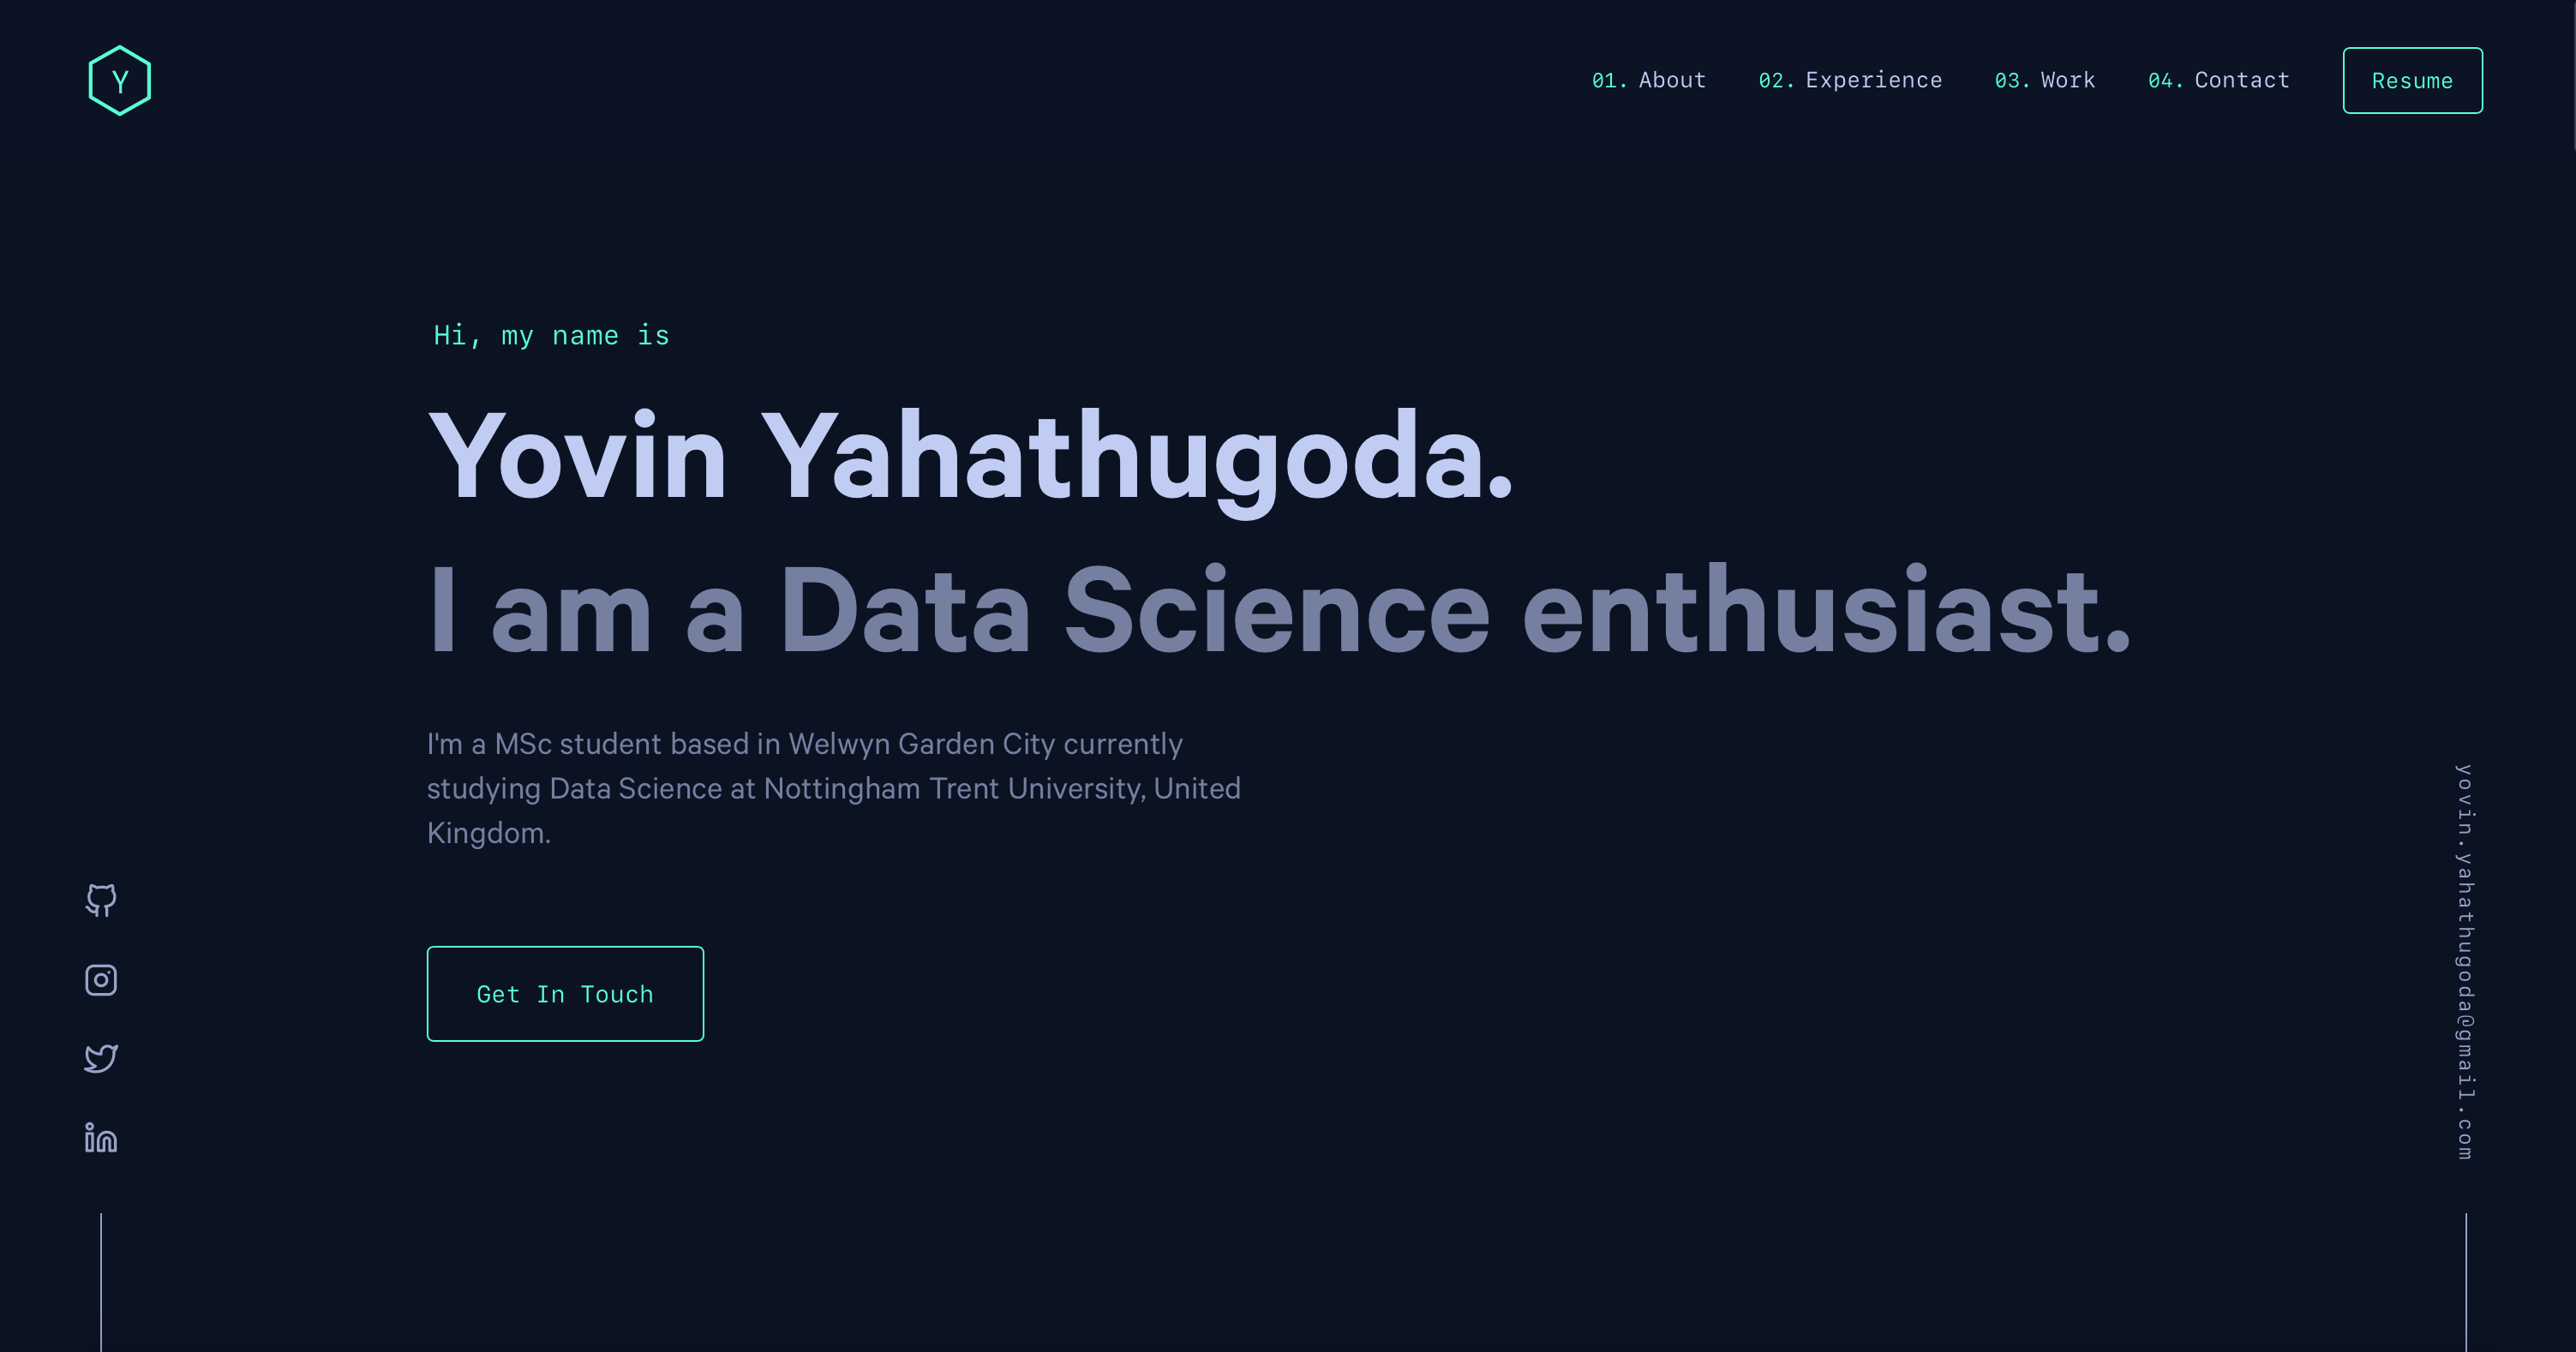 Y
01. About 02. Experience 03. Work 04. Contact Resume
Hi, my name is
Yovin Yahathugoda.
I am a Data Science enthusiast.
I'm a MSc student based in Welwyn Garden City currently
studying Data Science at Nottingham Trent University, United
Kingdom.
Get In Touch
in
yovin.yahathugoda@gmail.com